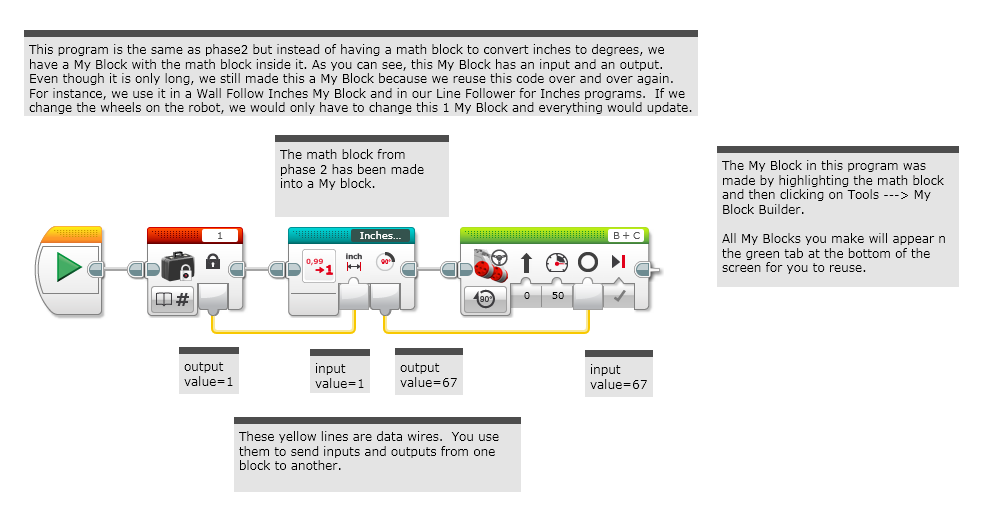 This program is the same as phase2 but instead of having a math block to convert inches to degrees, we
have a My Block with the math block inside it. As you can see, this My Block has an input and an output.
Even though it is only long, we still made this a My Block because we reuse this code over and over again.
For instance, we use it in a Wall Follow Inches My Block and in our Line Follower for Inches programs.  If we
change the wheels on the robot, we would only have to change this 1 My Block and everything would update.
The math block from
phase 2 has been made
into a My block.
The My Block in this program was
made by highlighting the math block
and then clicking on Tools ---> My
Block Builder.
All My Blocks you make will appear n
the green tab at the bottom of the
screen for you to reuse.
1
Inches...
B + C
0,99
1
inch
90°
#
90°
0
50
output
value=1
input
value=1
output
value=67
input
value=67
These yellow lines are data wires.  You use
them to send inputs and outputs from one
block to another.